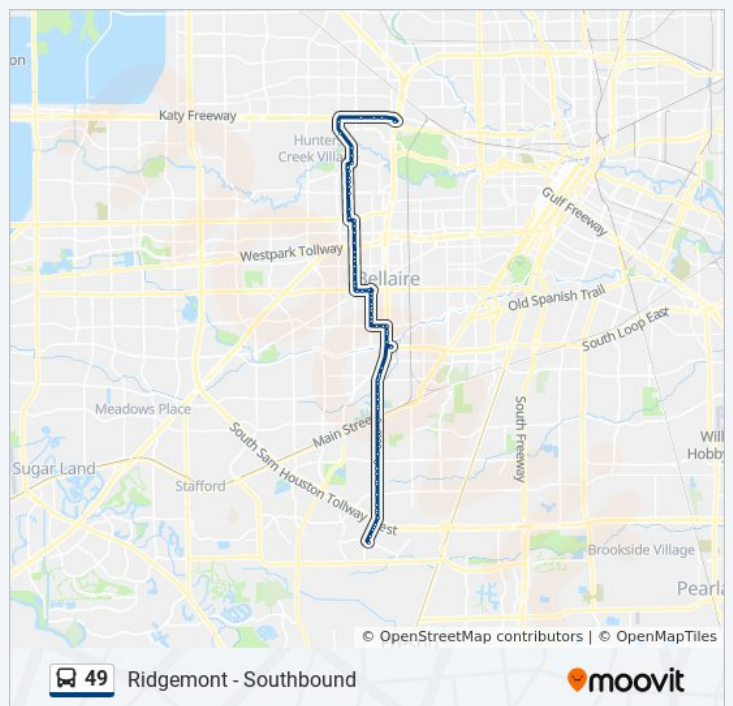 on
Katy Freeway
Hunter
Creek Villa
Gulf Freeway
Westpark Tollway
Bellaire
Old Spanish Trail
South Loop East
Meadows Place
Main Street
South Freeway
Will
Hobby
Sugar Land
Stafford
South Sam Houston Tollway West
Brookside Village
Pearla
© OpenStreetMap contributors | © OpenMapTiles
49 Ridgemont - Southbound
moovit